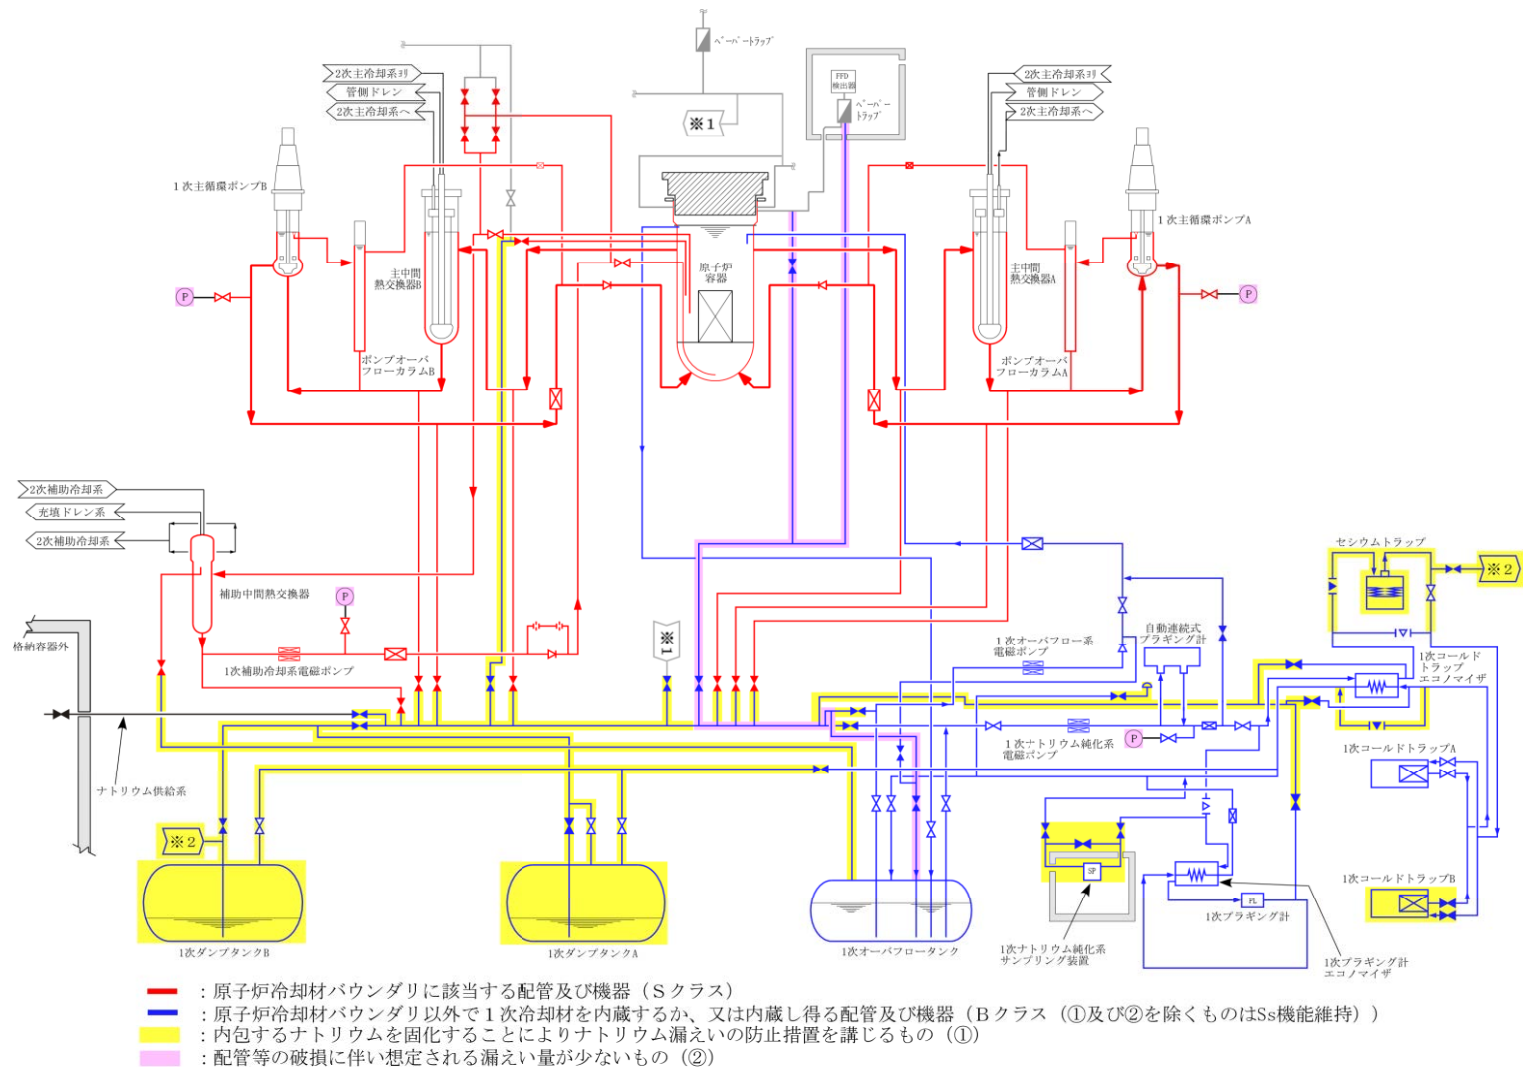 ベーパートラップ
FFD
検出器
ベーパー
トラップ
※1
2次主冷却系ヨリ
管側ドレン
2次主冷却系へ
2次主冷却系ヨリ
管側ドレン
2次主冷却系へ
1次主循環ポンプB
1次主循環ポンプA
原子炉
容器
主中間
熱交換器B
主中間
熱交換器A
P
P
ポンプオーバ
フローカラムB
ポンプオーバ
フローカラムA
2次補助冷却系
充填ドレン系
2次補助冷却系
補助中間熱交換器
P
格納容器外
1次補助冷却系電磁ポンプ
※1
1次オーバフロー系
電磁ポンプ
自動連続式
プラギング計
セシウムトラップ
※2
1次コールド
トラップ
エコノマイザ
1次ナトリウム純化系
電磁ポンプ
P
ナトリウム供給系
1次コールドトラップA
※2
SP
PL
1次コールドトラップB
1次プラギング計
1次ダンプタンクB
1次ダンプタンクA
1次オーバフロータンク
1次ナトリウム純化系
サンプリング装置
1次プラギング計
エコノマイザ
：原子炉冷却材バウンダリに該当する配管及び機器（Ｓクラス）
：原子炉冷却材バウンダリ以外で１次冷却材を内蔵するか、又は内蔵し得る配管及び機器（Ｂクラス（①及び②を除くものはSs機能維持））
：内包するナトリウムを固化することによりナトリウム漏えいの防止措置を講じるもの（①）
：配管等の破損に伴い想定される漏えい量が少ないもの（②）